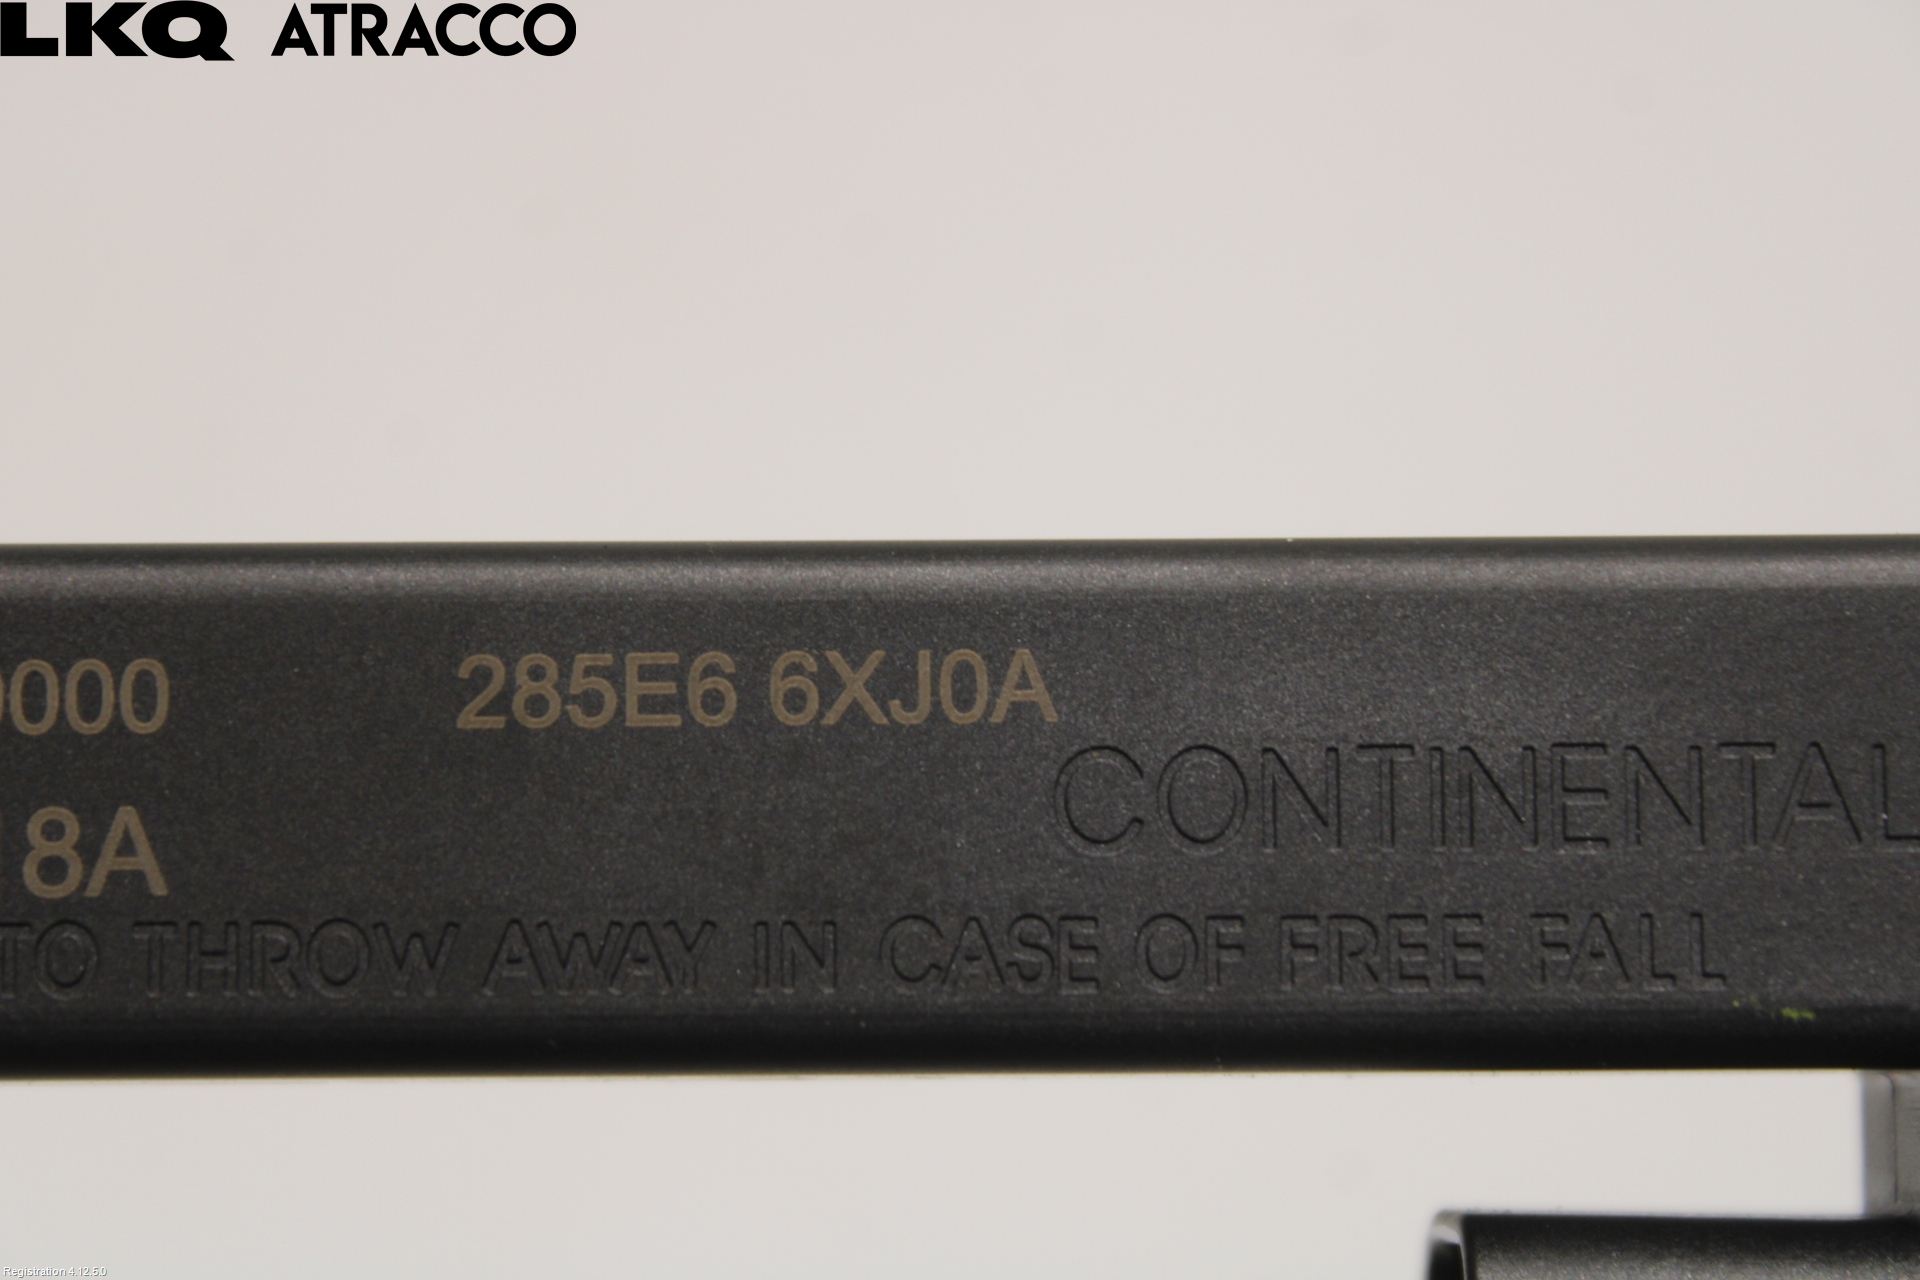 LKQ ATRACCO
0000 285E6 6XJ0A
CONTINENTAL
18A
TO THROW AWAY IN CASE OF FREE FALL
Registration 4.12.5.0